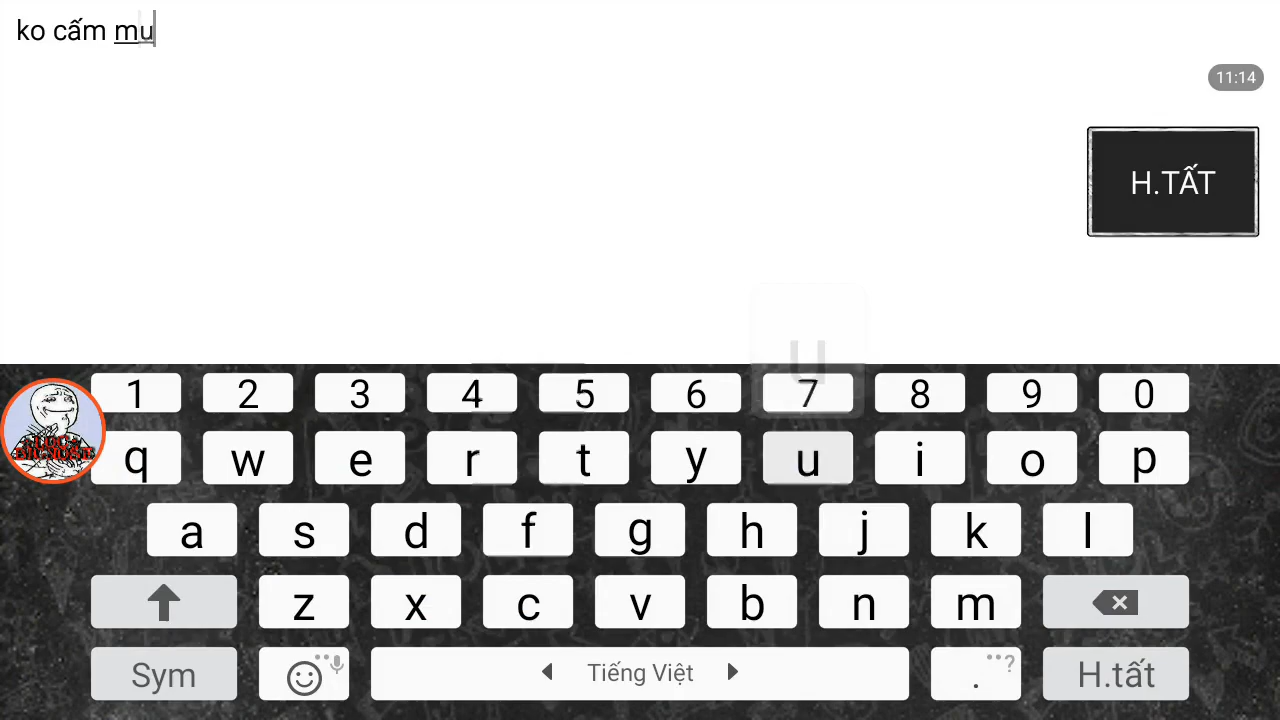 ko cấm mu
11:14
H.TẤT
u
1 2 3 4 5 6 7 8 9 0
q w e r t y u i o p
a s d f g h j k l
z x c v b n m
Sym Tiếng Việt . ? H.tất